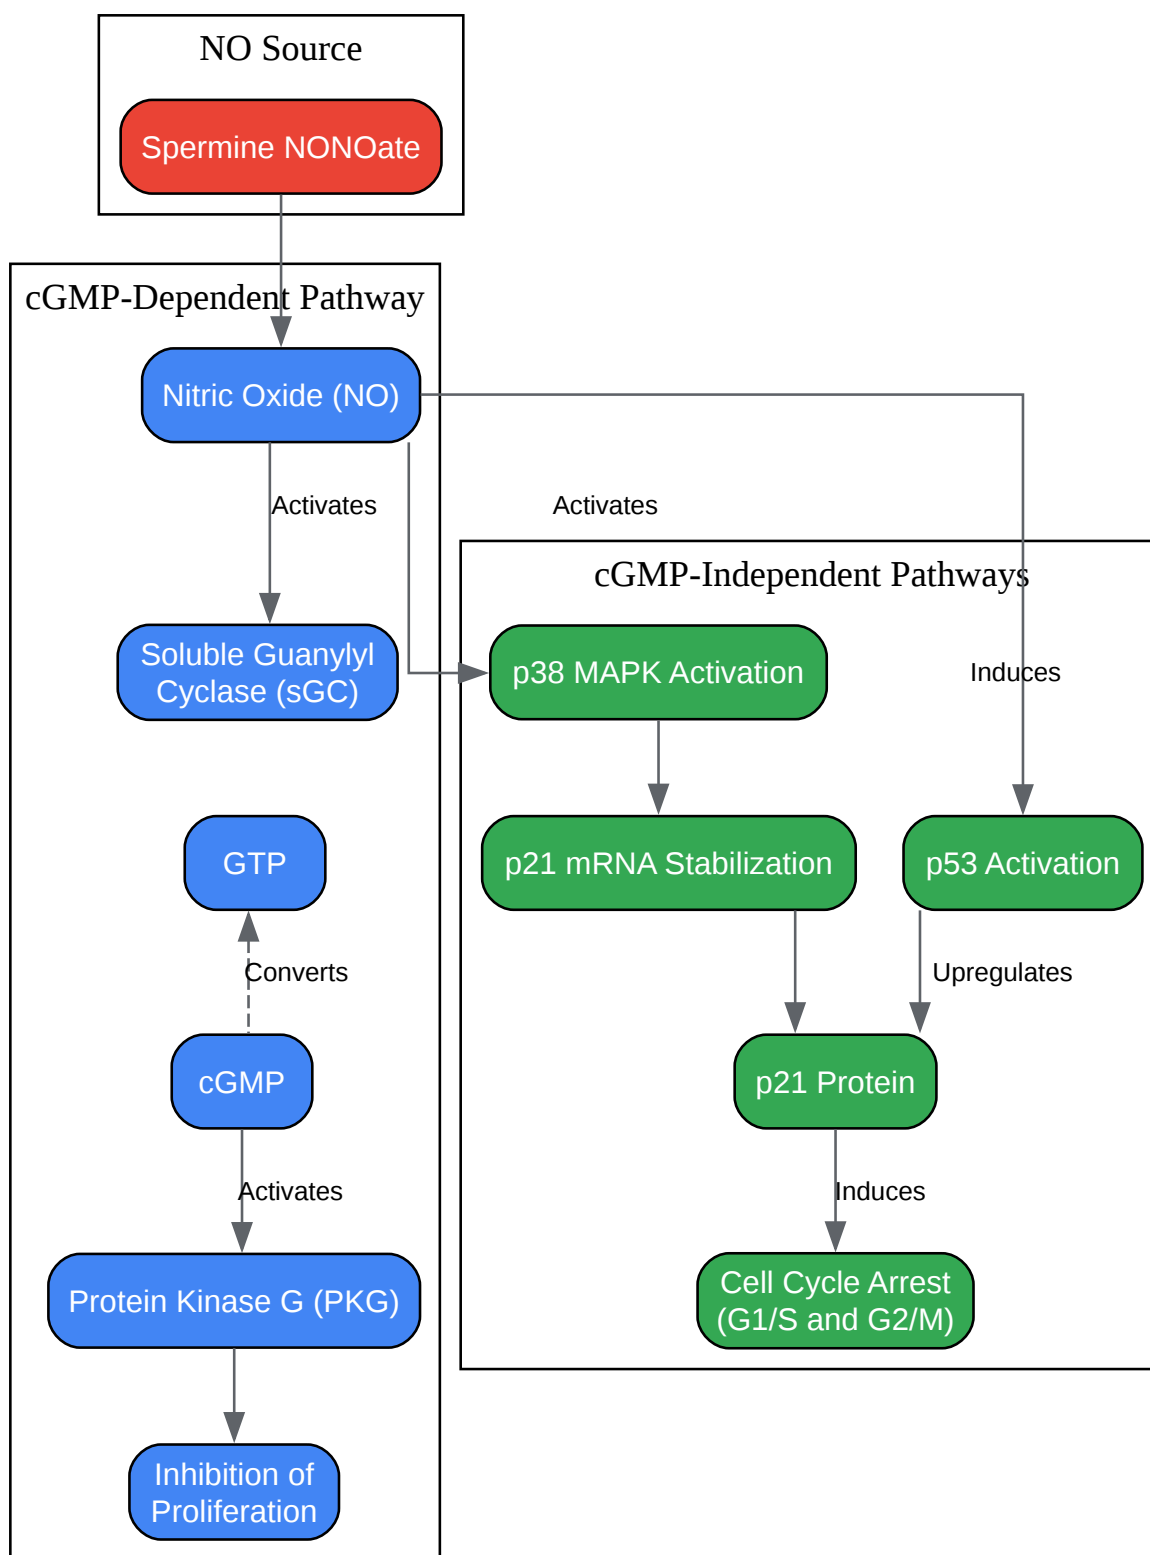 NO Source
Spermine NONOate
cGMP-Dependent Pathway
Nitric Oxide (NO)
Activates
Activates
cGMP-Independent Pathways
Soluble Guanylyl
Cyclase (sGC)
p38 MAPK Activation
Induces
GTP
p21 mRNA Stabilization
p53 Activation
Converts
Upregulates
cGMP
p21 Protein
Activates
Induces
Protein Kinase G (PKG)
Cell Cycle Arrest
(G1/S and G2/M)
Inhibition of
Proliferation